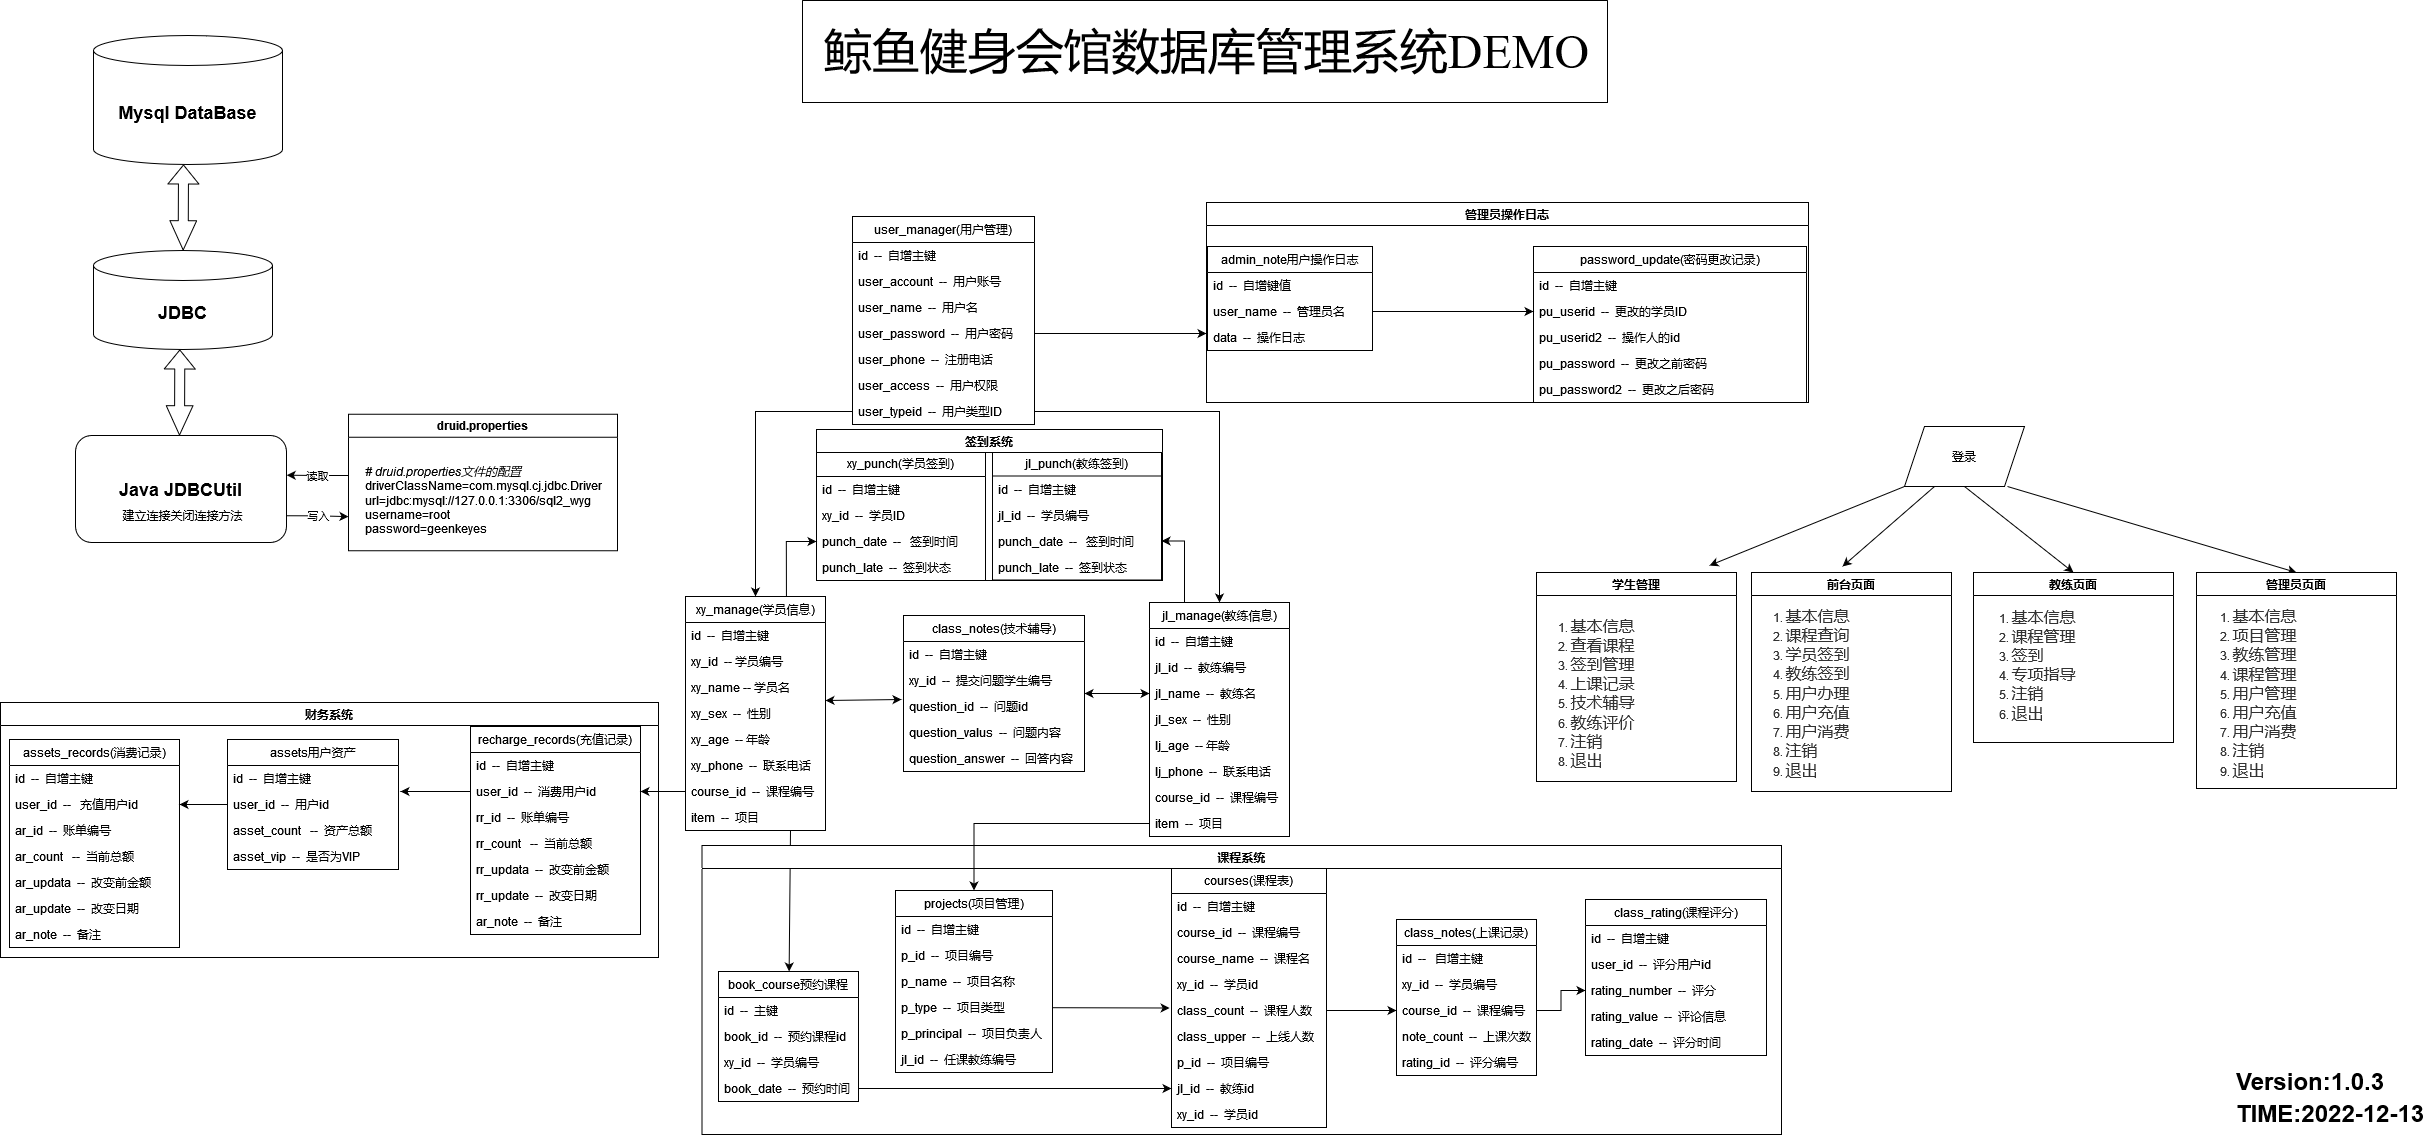 鲸鱼健身会馆数据库管理系统DEMO
Mysql DataBase
JDBC
Java JDBCUtil
建立连接关闭连接方法
读取
写入
druid.properties
# druid.properties文件的配置
driverClassName=com.mysql.cj.jdbc.Driver
url=jdbc:mysql://127.0.0.1:3306/sql2_wyg
username=root
password=geenkeyes
user_manager(用户管理)
id -- 自增主键
user_account -- 用户账号
user_name -- 用户名
user_password -- 用户密码
user_phone -- 注册电话
user_access -- 用户权限
user_typeid -- 用户类型ID
管理员操作日志
admin_note用户操作日志
id -- 自增键值
user_name -- 管理员名
data -- 操作日志
password_update(密码更改记录)
id -- 自增主键
pu_userid -- 更改的学员ID
pu_userid2 -- 操作人的id
pu_password -- 更改之前密码
pu_password2 -- 更改之后密码
签到系统
xy_punch(学员签到)
id -- 自增主键
xy_id -- 学员ID
punch_date -- 签到时间
punch_late -- 签到状态
jl_punch(教练签到)
id -- 自增主键
jl_id -- 学员编号
punch_date -- 签到时间
punch_late -- 签到状态
xy_manage(学员信息)
id -- 自增主键
xy_id -- 学员编号
xy_name -- 学员名
xy_sex -- 性别
xy_age -- 年龄
xy_phone -- 联系电话
course_id -- 课程编号
item -- 项目
class_notes(技术辅导)
id -- 自增主键
xy_id -- 提交问题学生编号
question_id -- 问题id
question_valus -- 问题内容
question_answer -- 回答内容
jl_manage(教练信息)
id -- 自增主键
jl_id -- 教练编号
jl_name -- 教练名
jl_sex -- 性别
lj_age -- 年龄
lj_phone -- 联系电话
course_id -- 课程编号
item -- 项目
财务系统
assets_records(消费记录)
id -- 自增主键
user_id -- 充值用户id
ar_id -- 账单编号
ar_count -- 当前总额
ar_updata -- 改变前金额
ar_update -- 改变日期
ar_note -- 备注
assets用户资产
id -- 自增主键
user_id -- 用户id
asset_count -- 资产总额
asset_vip -- 是否为VIP
recharge_records(充值记录)
id -- 自增主键
user_id -- 消费用户id
rr_id -- 账单编号
rr_count -- 当前总额
rr_updata -- 改变前金额
rr_update -- 改变日期
ar_note -- 备注
课程系统
book_course预约课程
id -- 主键
book_id -- 预约课程id
xy_id -- 学员编号
book_date -- 预约时间
projects(项目管理)
id -- 自增主键
p_id -- 项目编号
p_name -- 项目名称
p_type -- 项目类型
p_principal -- 项目负责人
jl_id -- 任课教练编号
courses(课程表)
id -- 自增主键
course_id -- 课程编号
course_name -- 课程名
xy_id -- 学员id
class_count -- 课程人数
class_upper -- 上线人数
p_id -- 项目编号
jl_id -- 教练id
xy_id -- 学员id
class_notes(上课记录)
id -- 自增主键
xy_id -- 学员编号
course_id -- 课程编号
note_count -- 上课次数
rating_id -- 评分编号
class_rating(课程评分)
id -- 自增主键
user_id -- 评分用户id
rating_number -- 评分
rating_value -- 评论信息
rating_date -- 评分时间
登录
学生管理
1. 基本信息
2. 查看课程
3. 签到管理
4. 上课记录
5. 技术辅导
6. 教练评价
7. 注销
8. 退出
前台页面
1. 基本信息
2. 课程查询
3. 学员签到
4. 教练签到
5. 用户办理
6. 用户充值
7. 用户消费
8. 注销
9. 退出
教练页面
1. 基本信息
2. 课程管理
3. 签到
4. 专项指导
5. 注销
6. 退出
管理员页面
1. 基本信息
2. 项目管理
3. 教练管理
4. 课程管理
5. 用户管理
6. 用户充值
7. 用户消费
8. 注销
9. 退出
Version:1.0.3
TIME:2022-12-13